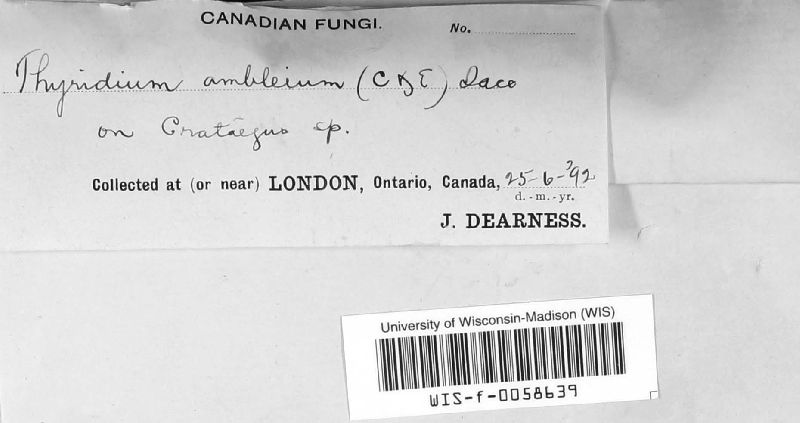 CANADIAN FUNGI.
No.
Thyridium ambleium (C & E) Sacc
on Crataegus sp.
Collected at (or near) LONDON, Ontario, Canada, 25-6-'92
d. - m. - yr.
J. DEARNESS.
University of Wisconsin-Madison (WIS)
WIS-f-0058639